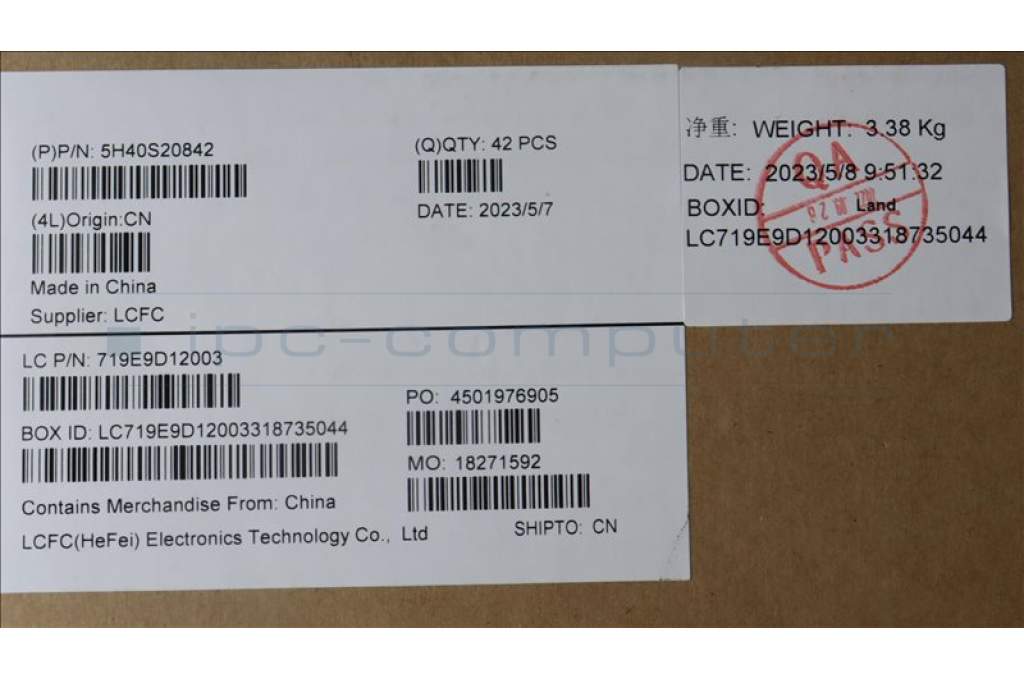 (P)P/N: 5H40S20842
(Q)QTY: 42 PCS
(4L)Origin:CN
DATE: 2023/5/7
Made in China
Supplier: LCFC
净重: WEIGHT: 3.38 Kg
DATE: 2023/5/8 9:51:32
BOXID: Land
LC719E9D12003318735044
QA
PASS
LC P/N: 719E9D12003
PO: 4501976905
BOX ID: LC719E9D12003318735044
MO: 18271592
Contains Merchandise From: China
SHIPTO: CN
LCFC(HeFei) Electronics Technology Co., Ltd
ipc-computer